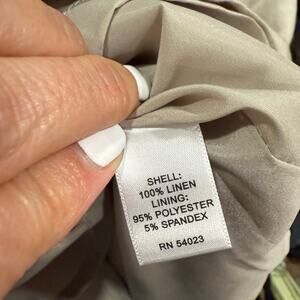 SHELL:
100% LINEN
LINING:
95% POLYESTER
5% SPANDEX
RN 54023